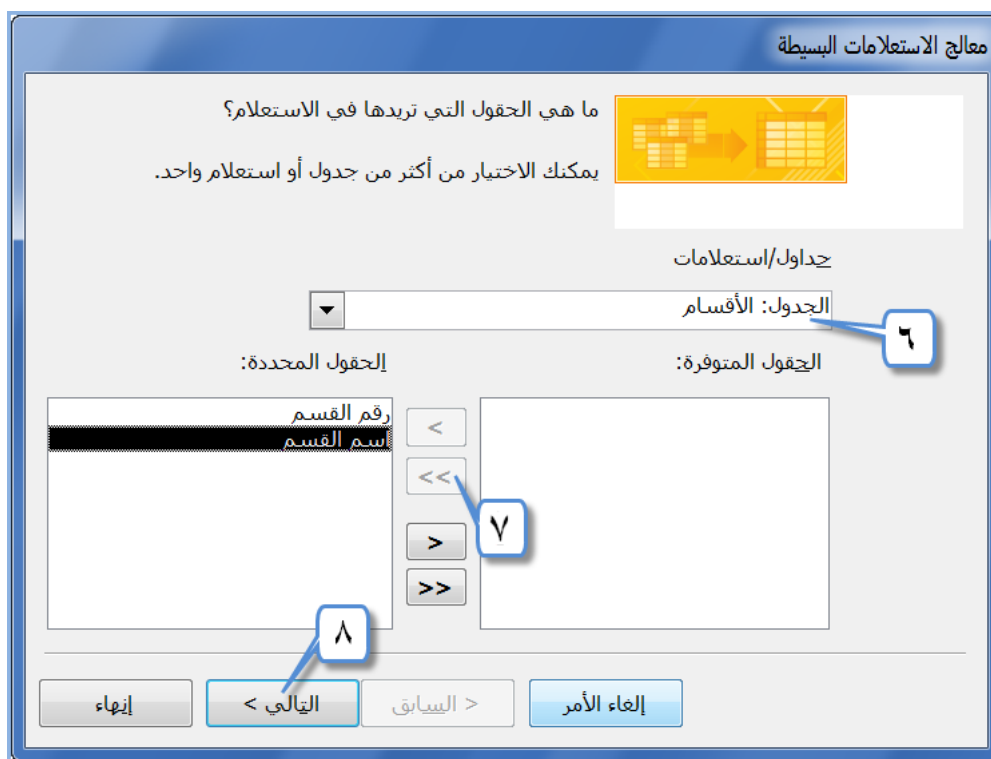 معالج الاستعلامات البسيطة
ما هي الحقول التي تريدها في الاستعلام؟
يمكنك الاختيار من أكثر من جدول أو استعلام واحد.
جداول/استعلامات
الجدول: الأقسام
٦
الحقول المتوفرة:
الحقول المحددة:
رقم القسم
اسم القسم
>
>>
٧
<
<<
٨
إلغاء الأمر
< السابق
التالي >
إنهاء